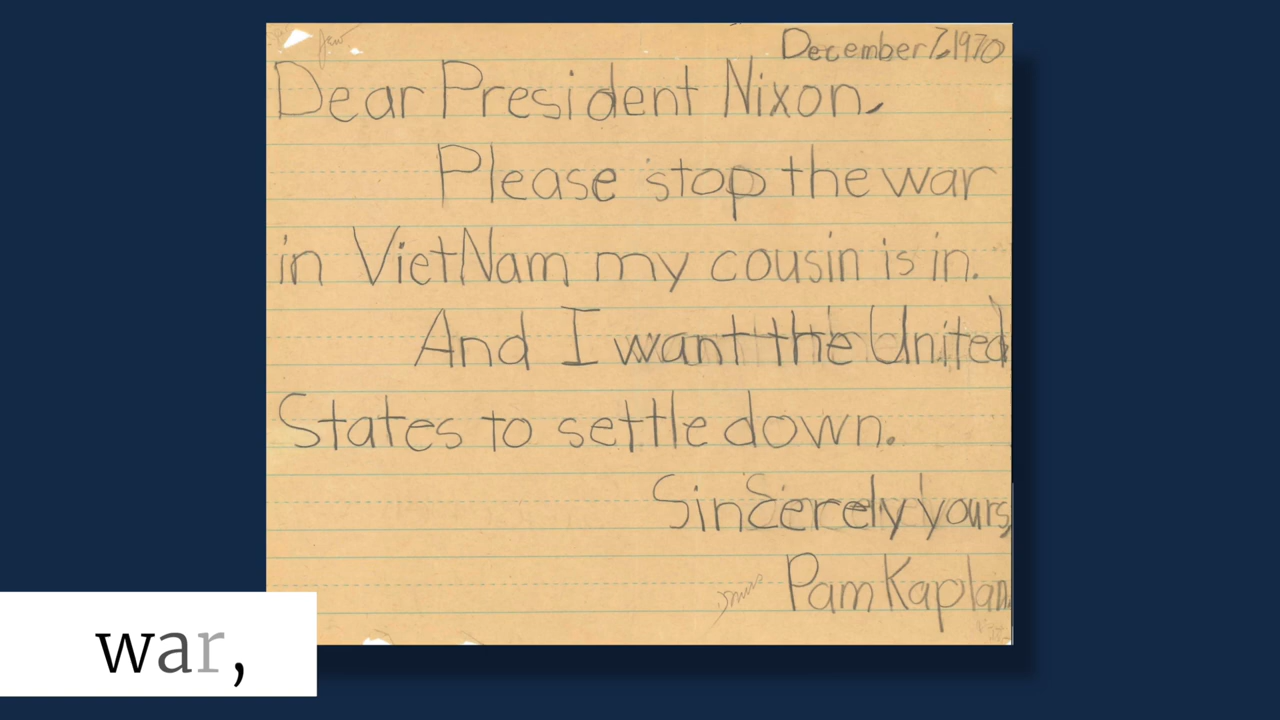 December 7, 1970
Dear President Nixon,
Please stop the war
in VietNam my cousin is in.
And I want the United
States to settle down.
Sincerely yours,
Pam Kaplan
war,